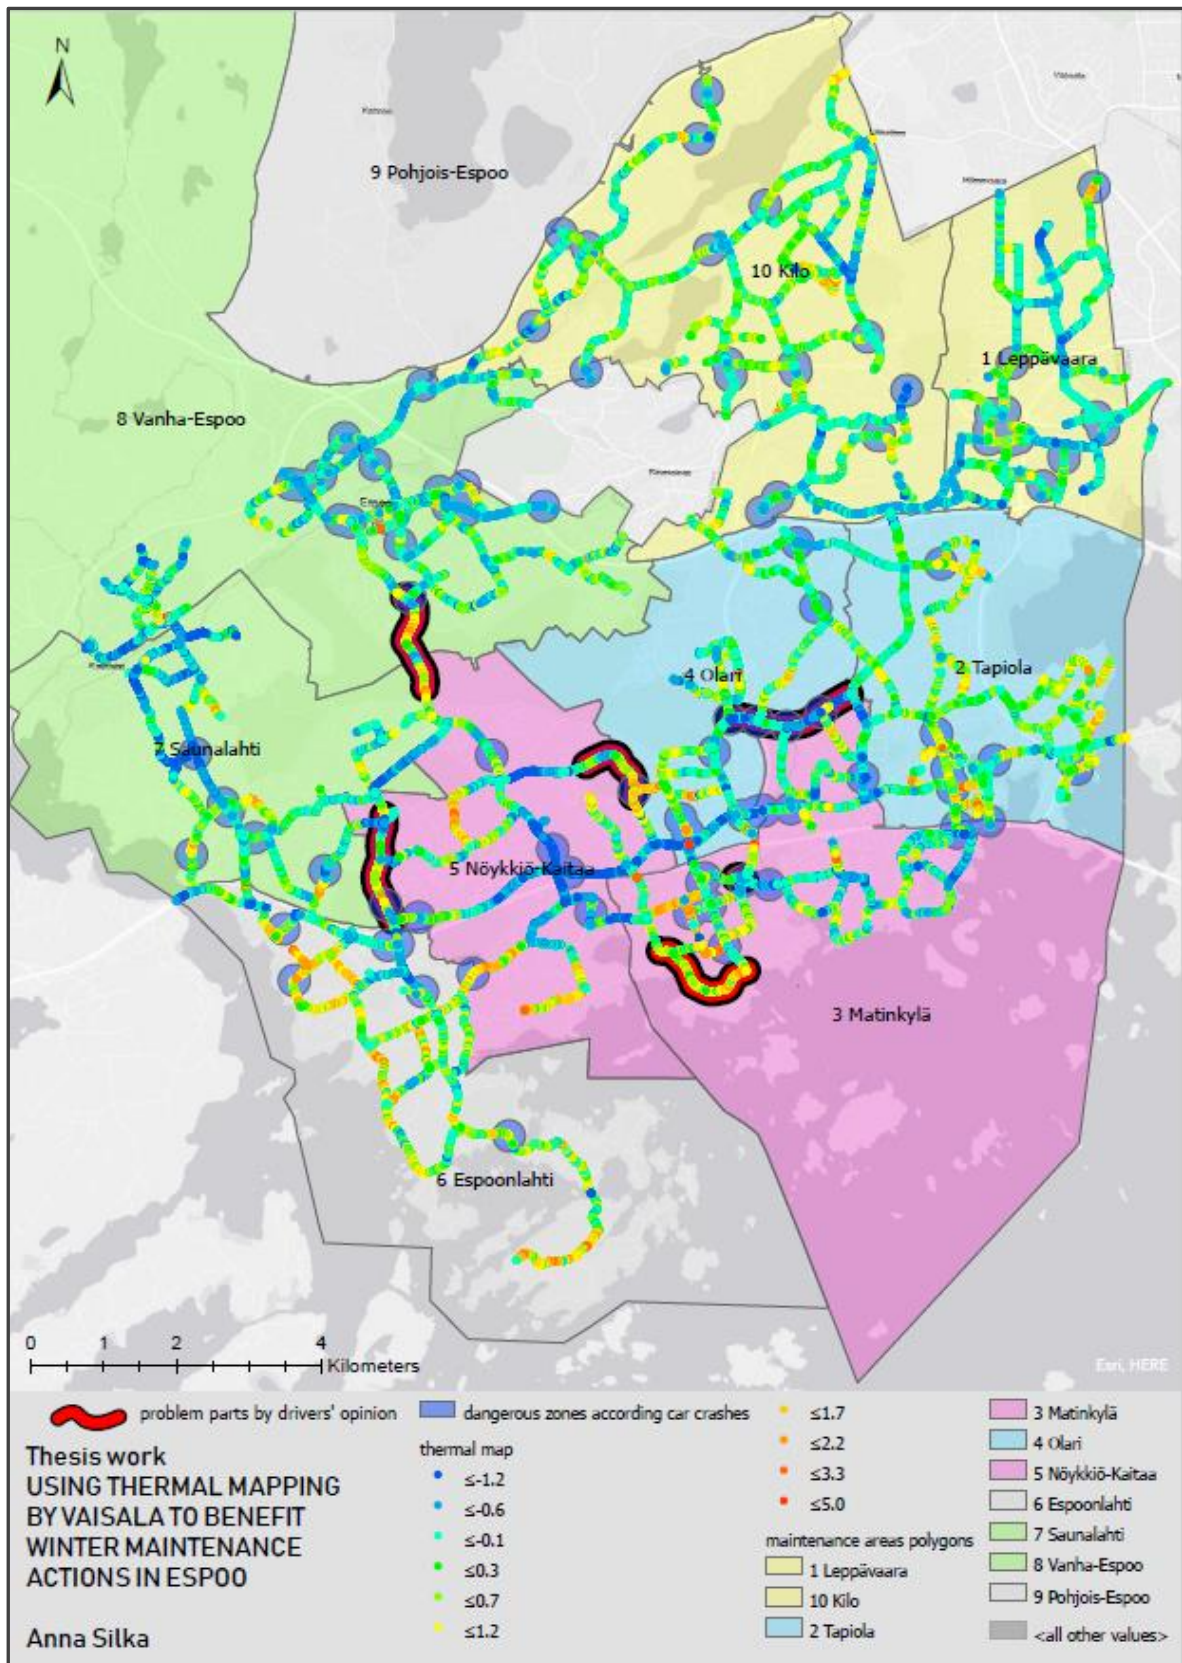 N
9 Pohjois-Espoo
10 Kilo
1 Leppävaara
8 Vanha-Espoo
Espoo
4 Olari
2 Tapiola
7 Saunalahti
5 Nöykkiö-Kaitaa
3 Matinkylä
6 Espoonlahti
0 1 2 4
Kilometers
Esri, HERE
problem parts by drivers' opinion
Thesis work
USING THERMAL MAPPING
BY VAISALA TO BENEFIT
WINTER MAINTENANCE
ACTIONS IN ESPOO
Anna Silka
dangerous zones according car crashes
thermal map
≤-1.2
≤-0.6
≤-0.1
≤0.3
≤0.7
≤1.2
≤1.7
≤2.2
≤3.3
≤5.0
maintenance areas polygons
1 Leppävaara
10 Kilo
2 Tapiola
3 Matinkylä
4 Olari
5 Nöykkiö-Kaitaa
6 Espoonlahti
7 Saunalahti
8 Vanha-Espoo
9 Pohjois-Espoo
<all other values>